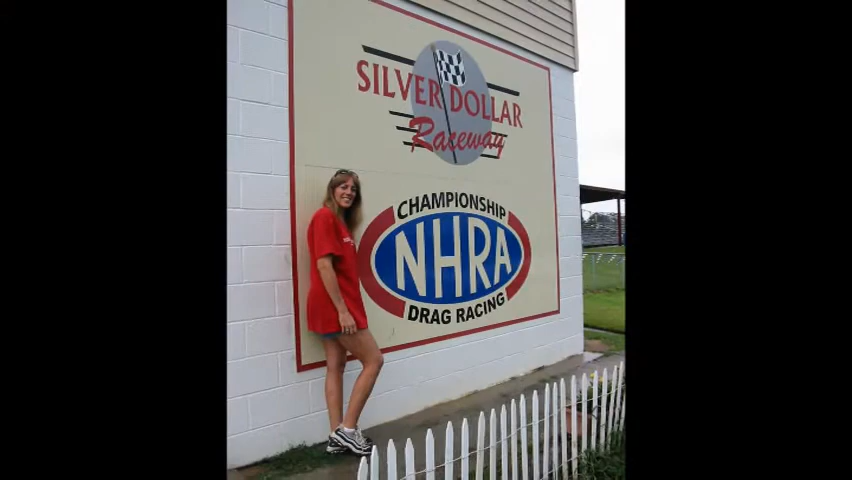 SILVER DOLLAR
Raceway
CHAMPIONSHIP
NHRA
DRAG RACING